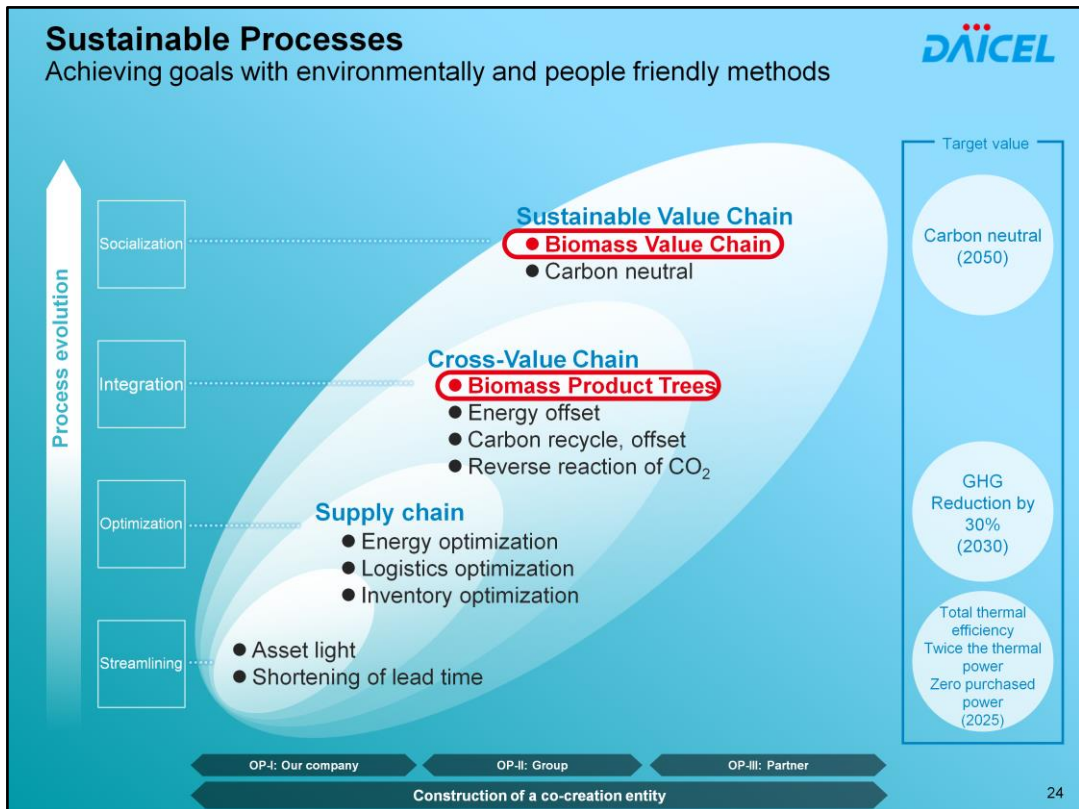 Sustainable Processes
Achieving goals with environmentally and people friendly methods
DAICEL
Process evolution
Socialization
Integration
Optimization
Streamlining
Sustainable Value Chain
● Biomass Value Chain
● Carbon neutral
Cross-Value Chain
● Biomass Product Trees
● Energy offset
● Carbon recycle, offset
● Reverse reaction of CO₂
Supply chain
● Energy optimization
● Logistics optimization
● Inventory optimization
● Asset light
● Shortening of lead time
Target value
Carbon neutral
(2050)
GHG
Reduction by
30%
(2030)
Total thermal
efficiency
Twice the thermal
power
Zero purchased
power
(2025)
OP-I: Our company
OP-II: Group
OP-III: Partner
Construction of a co-creation entity
24